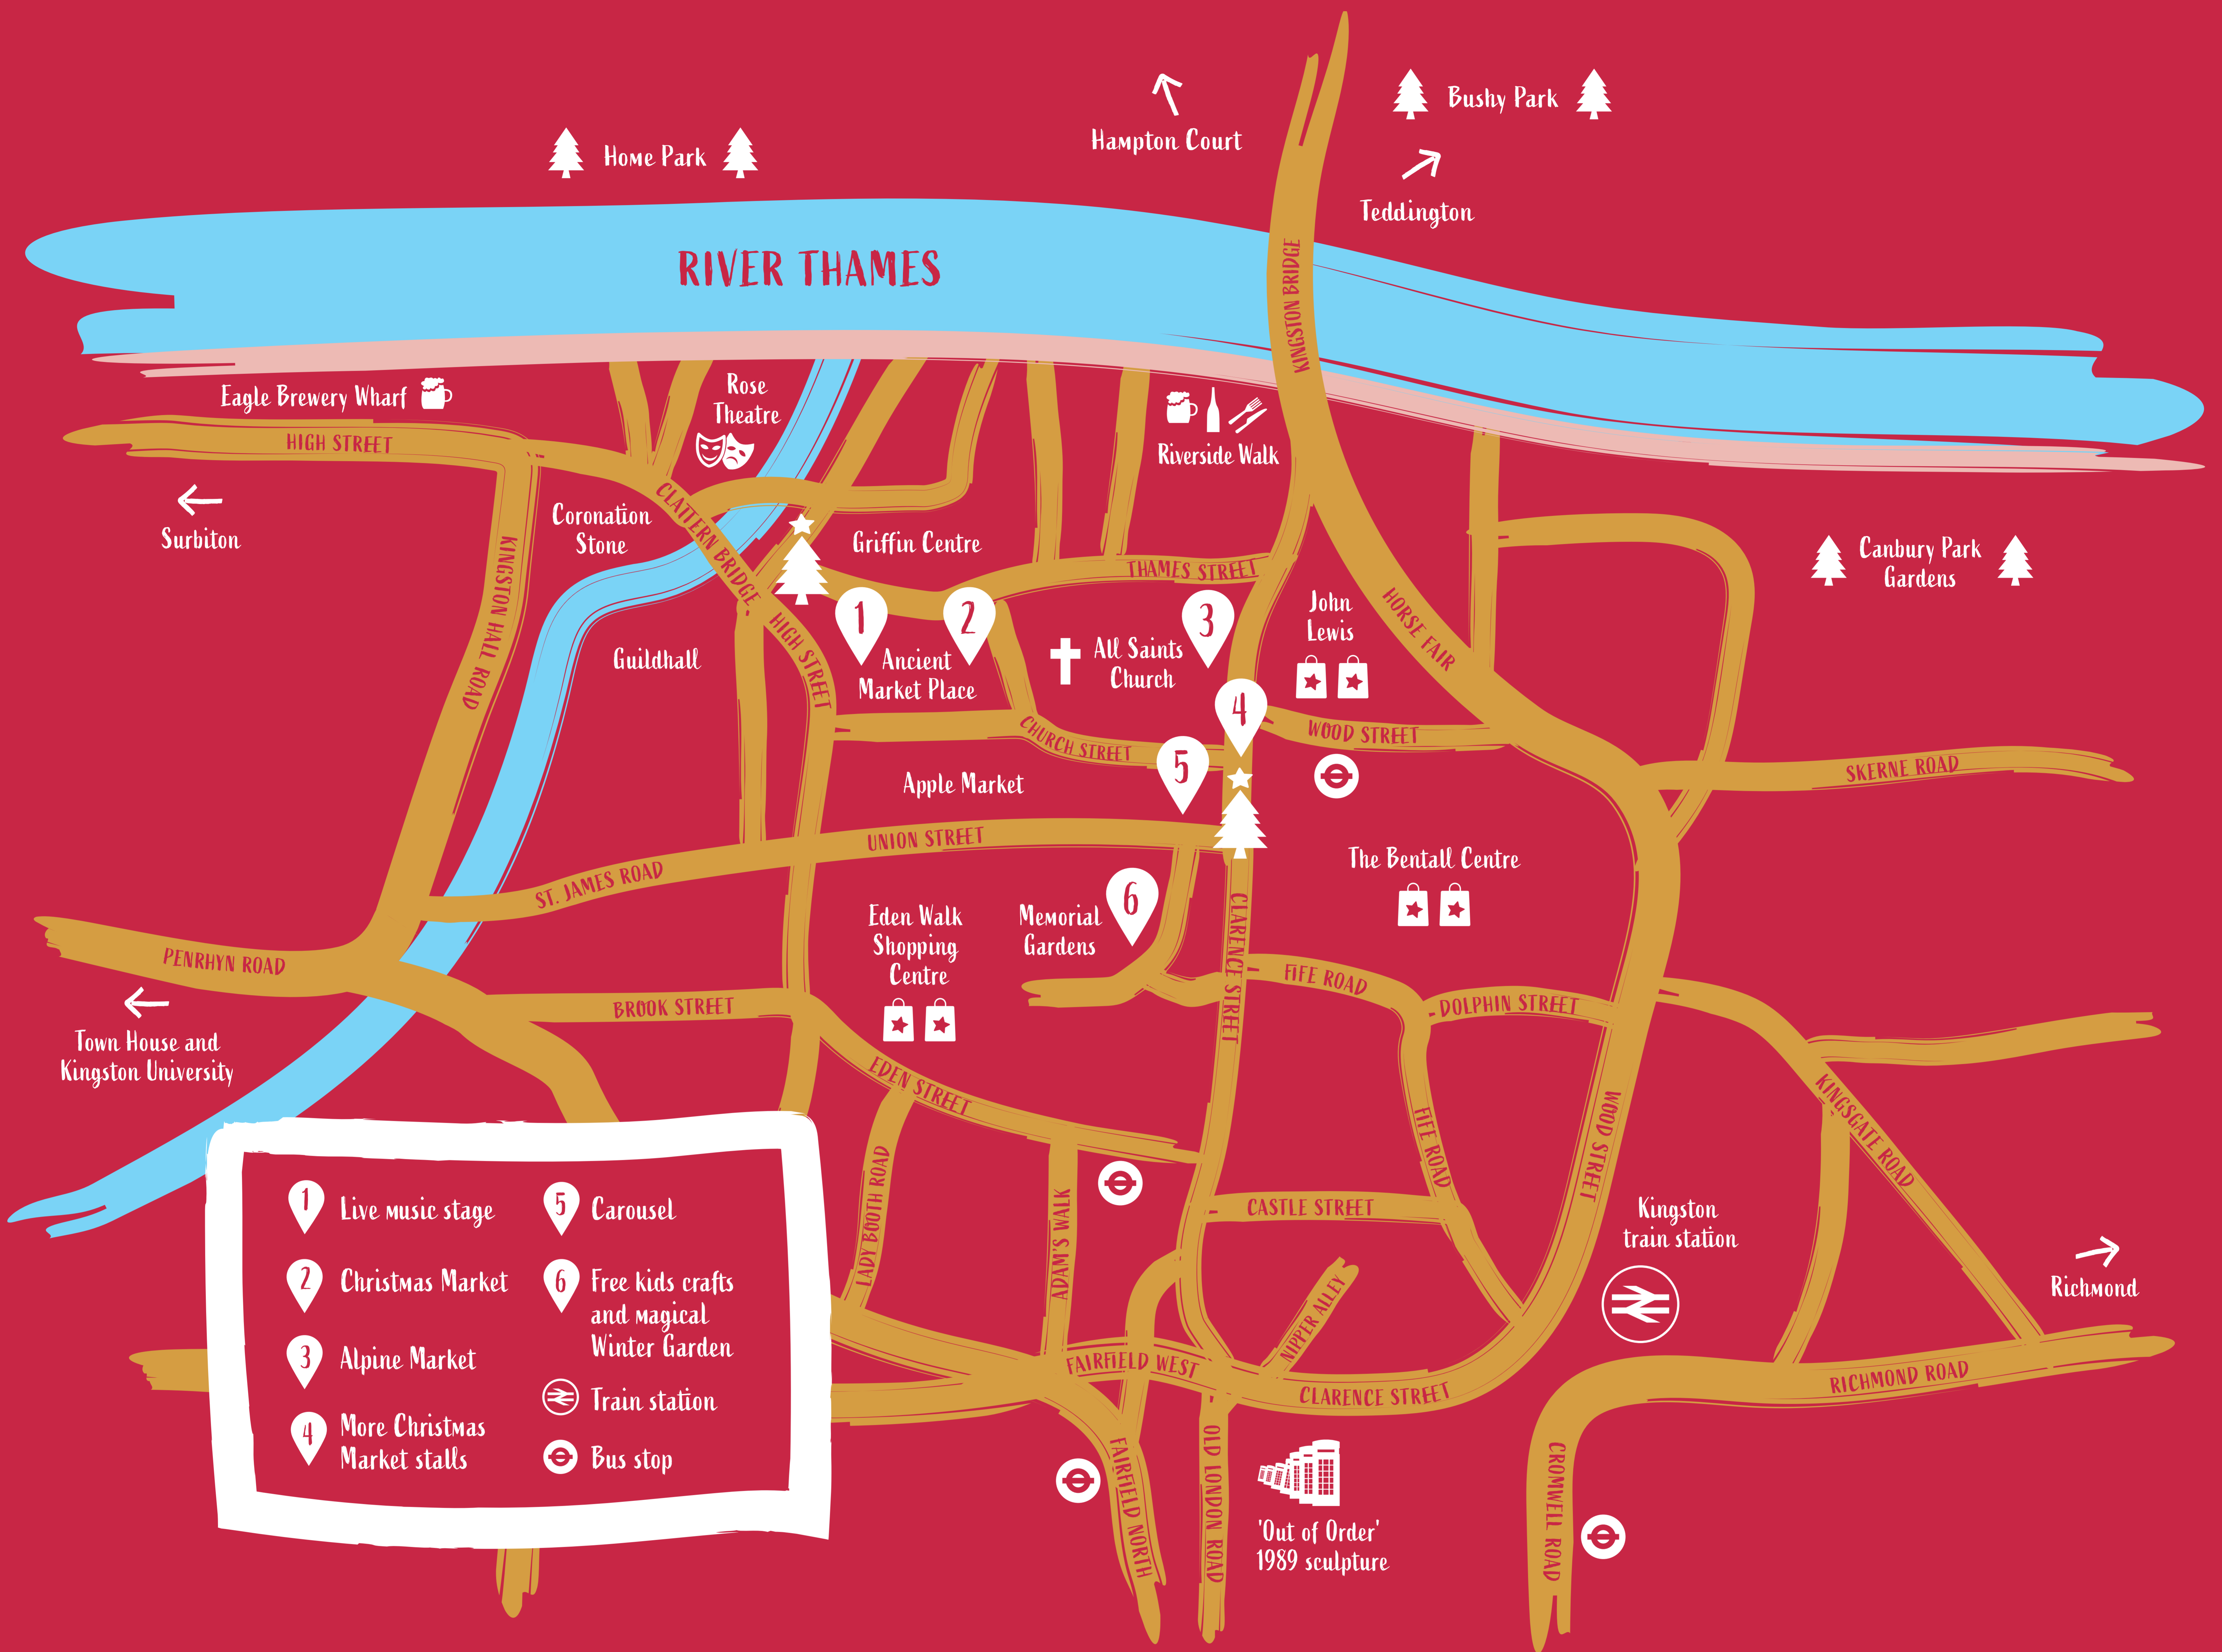 Bushy Park
Hampton Court
Home Park
Teddington
RIVER THAMES
KINGSTON BRIDGE
Eagle Brewery Wharf
Rose
Theatre
Riverside Walk
HIGH STREET
Surbiton
Coronation
Stone
CLATTERN BRIDGE
Griffin Centre
Canbury Park
Gardens
THAMES STREET
KINGSTON HALL ROAD
HIGH STREET
1
2
3
John
Lewis
HORSE FAIR
Guildhall
Ancient
Market Place
All Saints
Church
4
WOOD STREET
CHURCH STREET
5
Apple Market
SKERNE ROAD
UNION STREET
ST. JAMES ROAD
The Bentall Centre
6
Eden Walk
Shopping
Centre
Memorial
Gardens
CLARENCE STREET
PENRHYN ROAD
FIFE ROAD
DOLPHIN STREET
BROOK STREET
Town House and
Kingston University
EDEN STREET
KINGSGATE ROAD
FIFE ROAD
WOOD STREET
LADY BOOTH ROAD
ADAM'S WALK
CASTLE STREET
Kingston
train station
Richmond
NIPPER ALLEY
FAIRFIELD WEST
CLARENCE STREET
RICHMOND ROAD
FAIRFIELD NORTH
OLD LONDON ROAD
CROMWELL ROAD
'Out of Order'
1989 sculpture
1 Live music stage
2 Christmas Market
3 Alpine Market
4 More Christmas
Market stalls
5 Carousel
6 Free kids crafts
and magical
Winter Garden
Train station
Bus stop